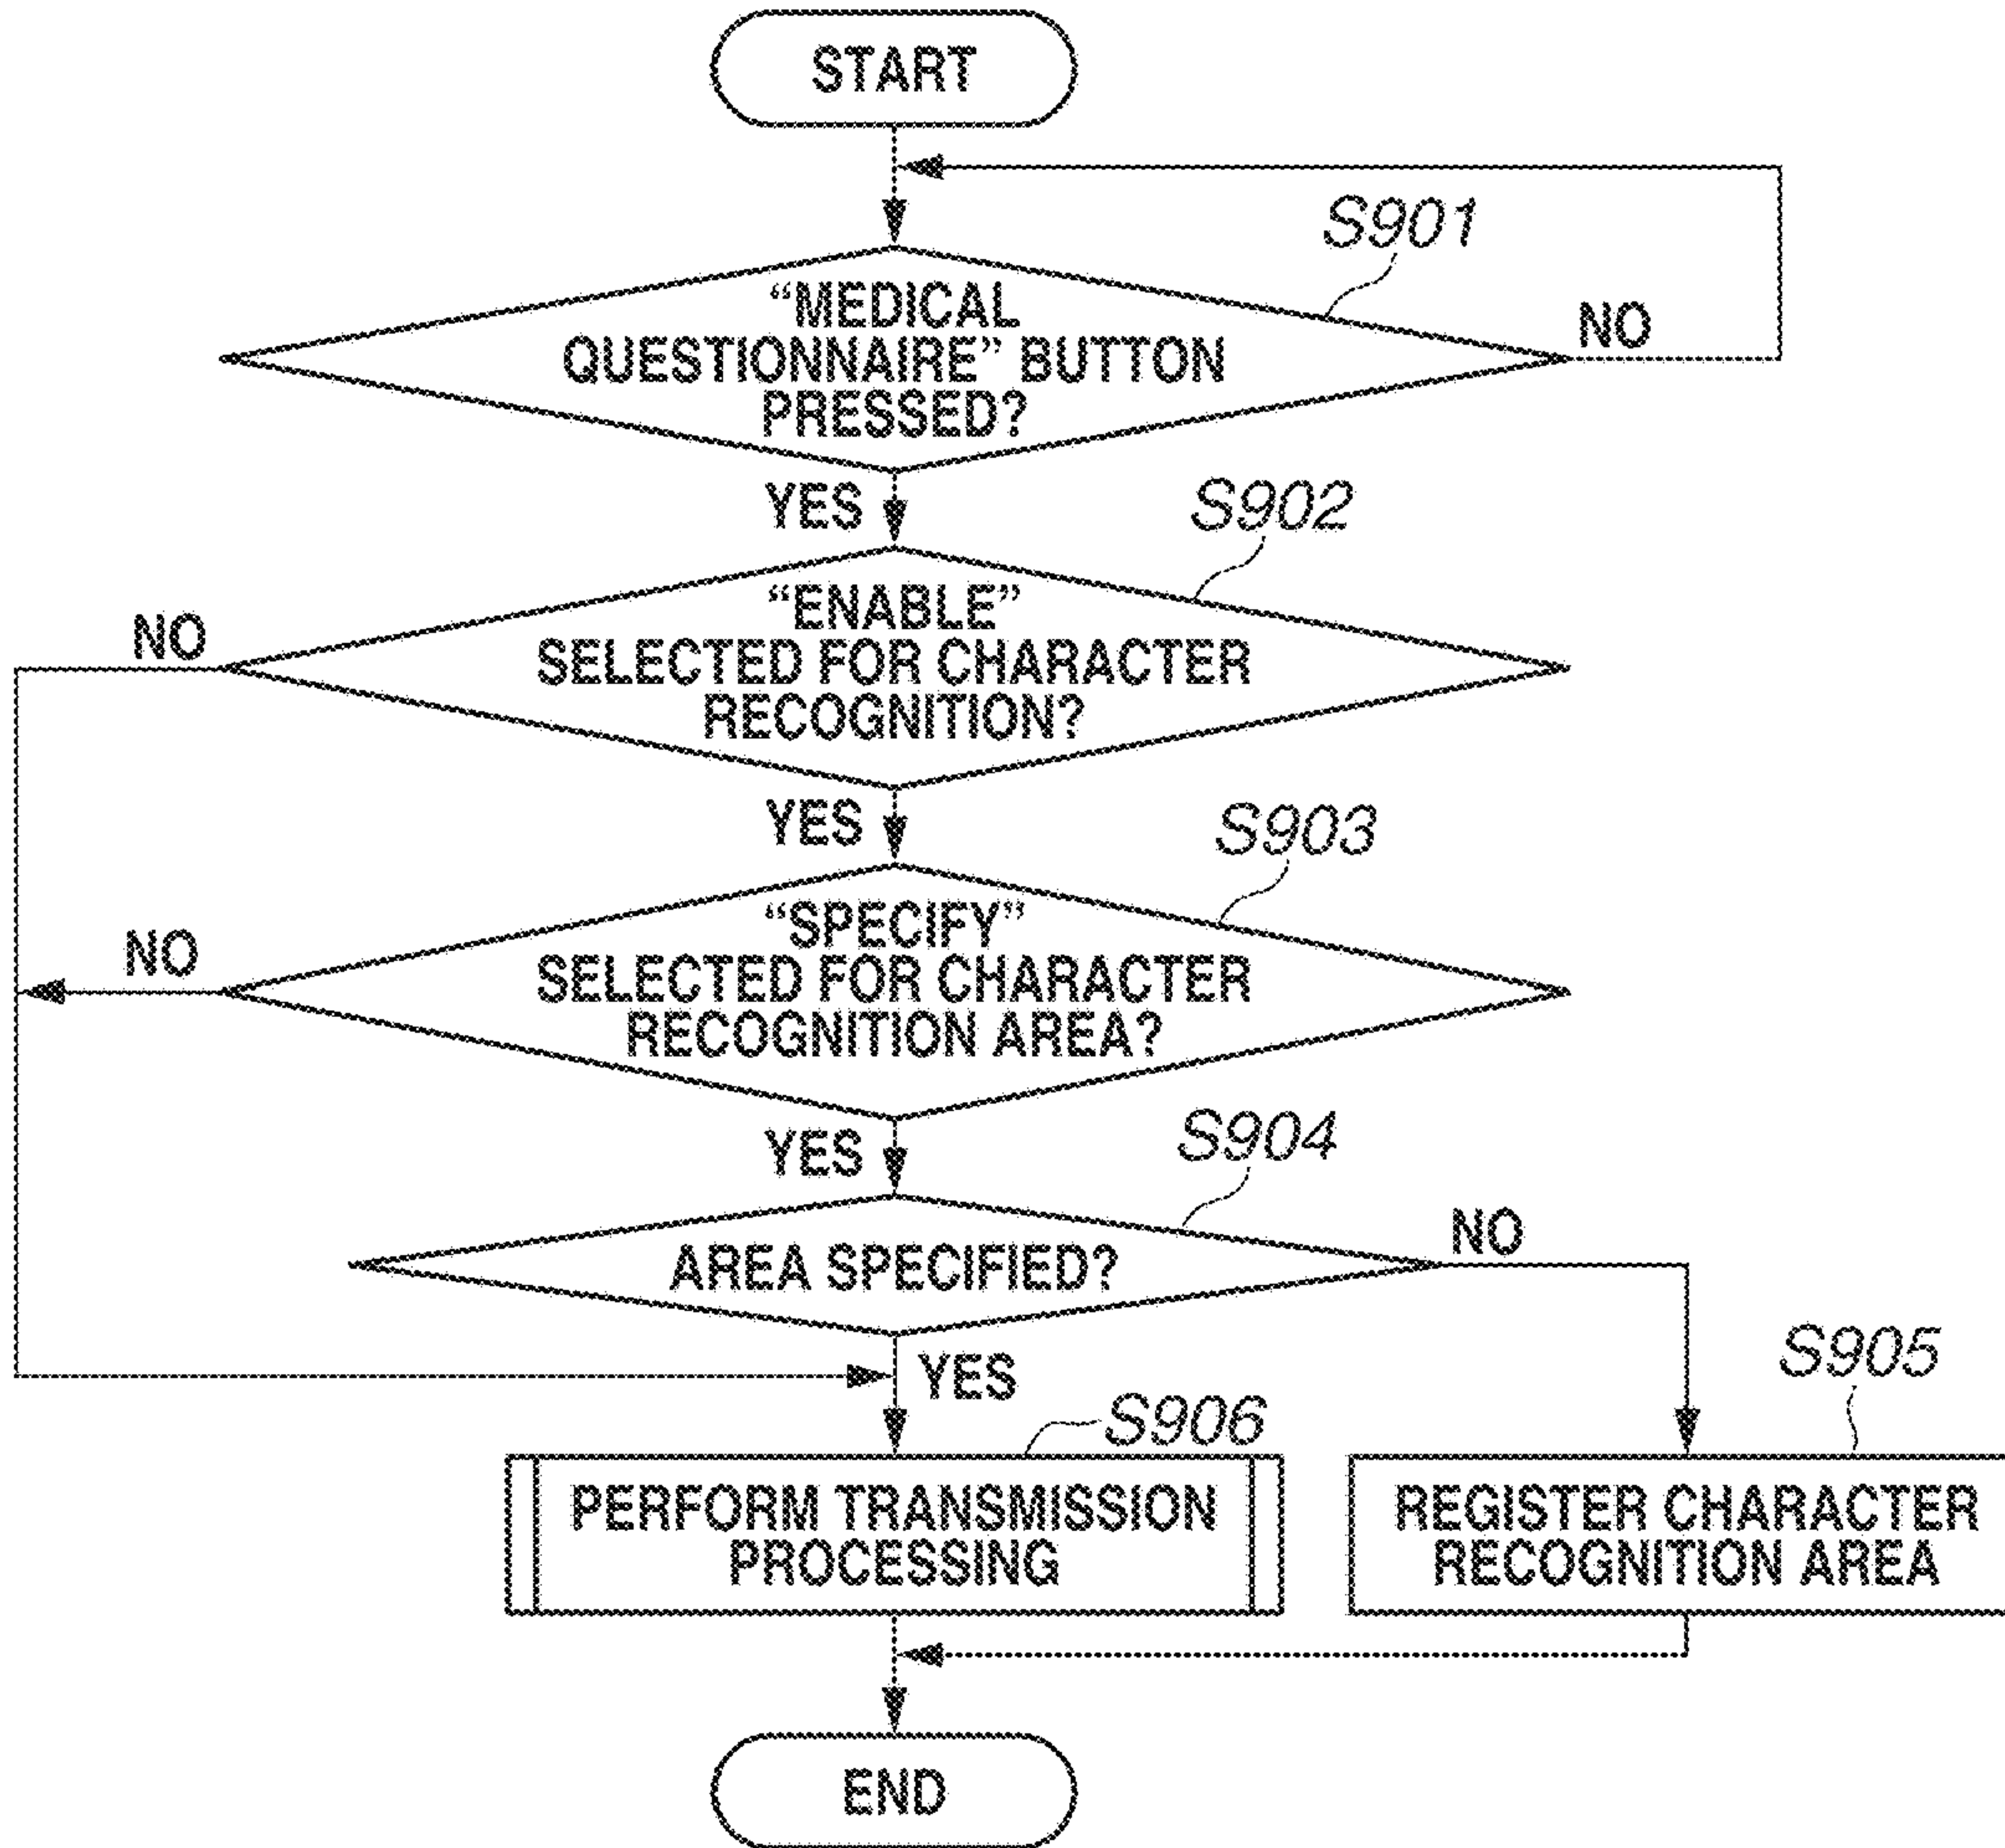 START
S901
“MEDICAL
QUESTIONNAIRE” BUTTON
PRESSED?
NO
YES
S902
“ENABLE”
SELECTED FOR CHARACTER
RECOGNITION?
NO
YES
S903
“SPECIFY”
SELECTED FOR CHARACTER
RECOGNITION AREA?
NO
YES
S904
AREA SPECIFIED?
NO
YES
S905
S906
PERFORM TRANSMISSION
PROCESSING
REGISTER CHARACTER
RECOGNITION AREA
END